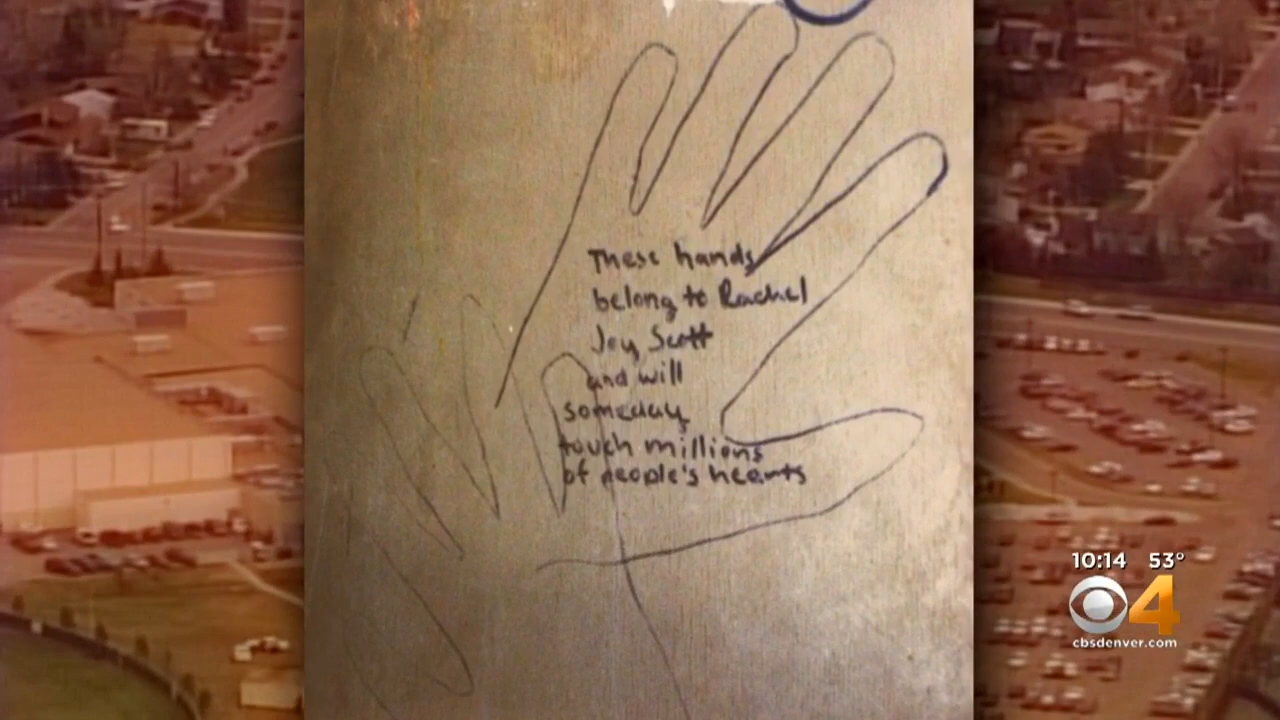 These hands
belong to Rachel
Joy Scott
and will
someday
touch millions
of people's hearts
10:14 53°
4
cbsdenver.com